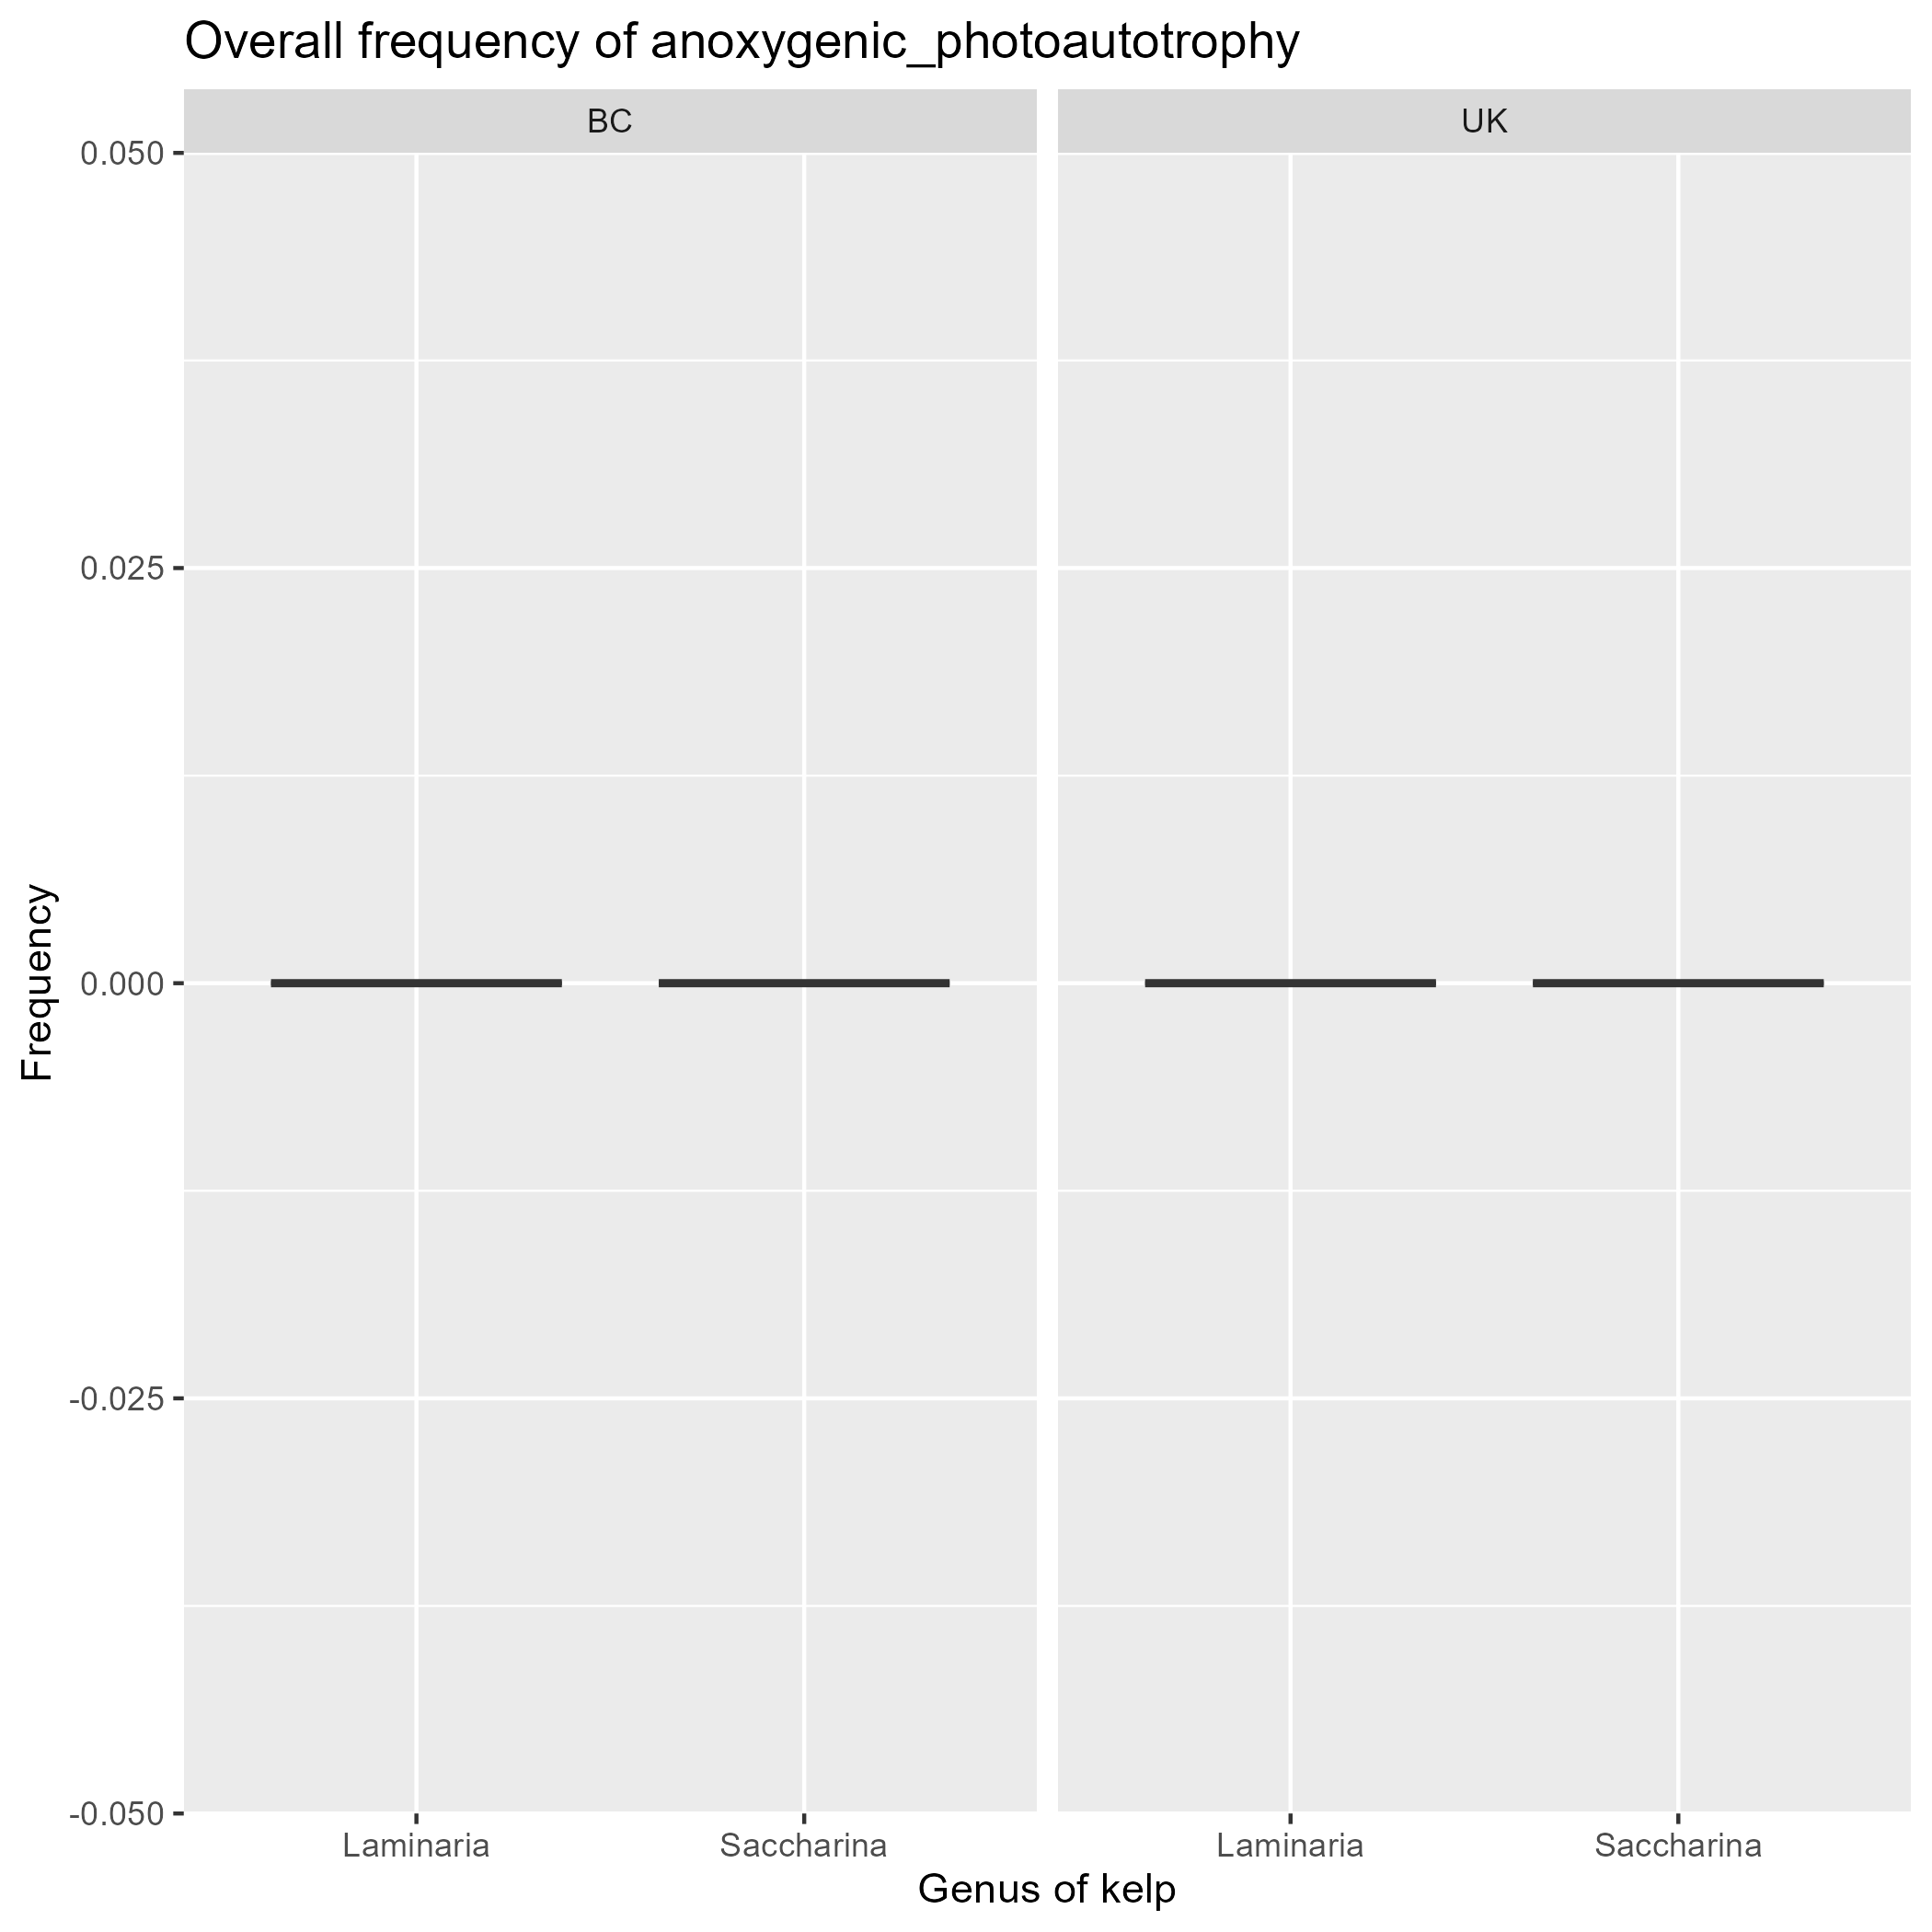 Overall frequency of anoxygenic_photoautotrophy
BC
UK
0.050
0.025
0.000
-0.025
-0.050
Frequency
Laminaria
Saccharina
Laminaria
Saccharina
Genus of kelp